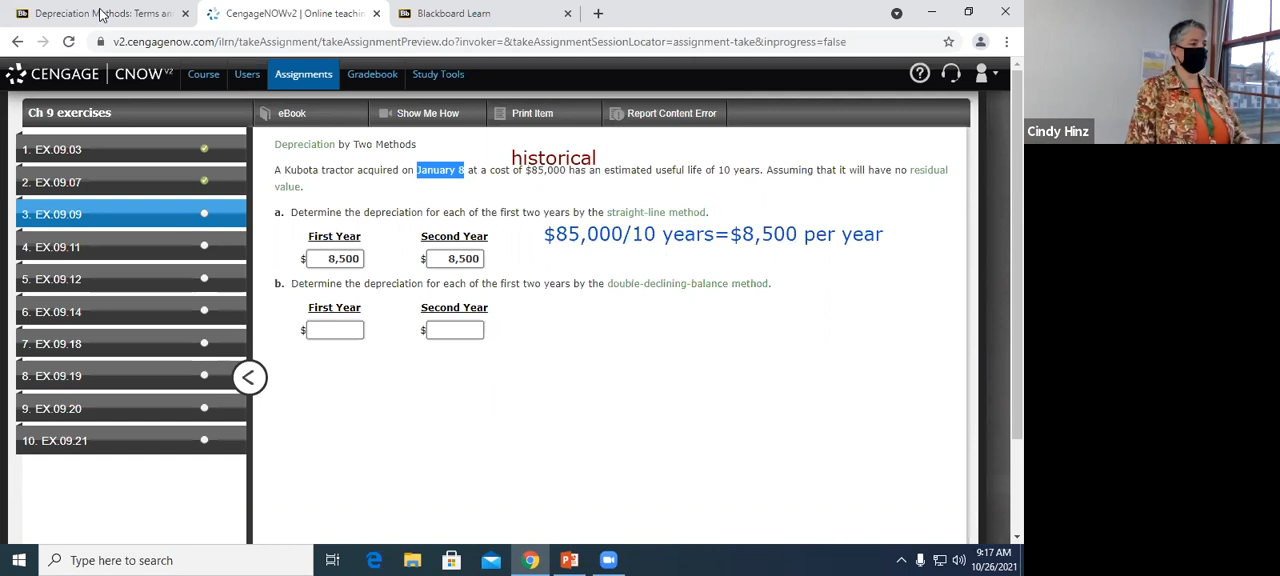 Depreciation Methods: Terms an
CengageNOWv2 | Online teachin
Blackboard Learn
v2.cengagenow.com/ilrn/takeAssignment/takeAssignmentPreview.do?invoker=&takeAssignmentSessionLocator=assignment-take&inprogress=false
CENGAGE | CNOWv2
Course
Users
Assignments
Gradebook
Study Tools
Ch 9 exercises
eBook
Show Me How
Print Item
Report Content Error
1. EX.09.03
2. EX.09.07
3. EX.09.09
4. EX.09.11
5. EX.09.12
6. EX.09.14
7. EX.09.18
8. EX.09.19
9. EX.09.20
10. EX.09.21
Depreciation by Two Methods
historical
A Kubota tractor acquired on January 8 at a cost of $85,000 has an estimated useful life of 10 years. Assuming that it will have no residual
value.
a. Determine the depreciation for each of the first two years by the straight-line method.
First Year Second Year
$85,000/10 years=$8,500 per year
$ 8,500 $ 8,500
b. Determine the depreciation for each of the first two years by the double-declining-balance method.
First Year Second Year
$ $
Cindy Hinz
Type here to search
9:17 AM
10/26/2021